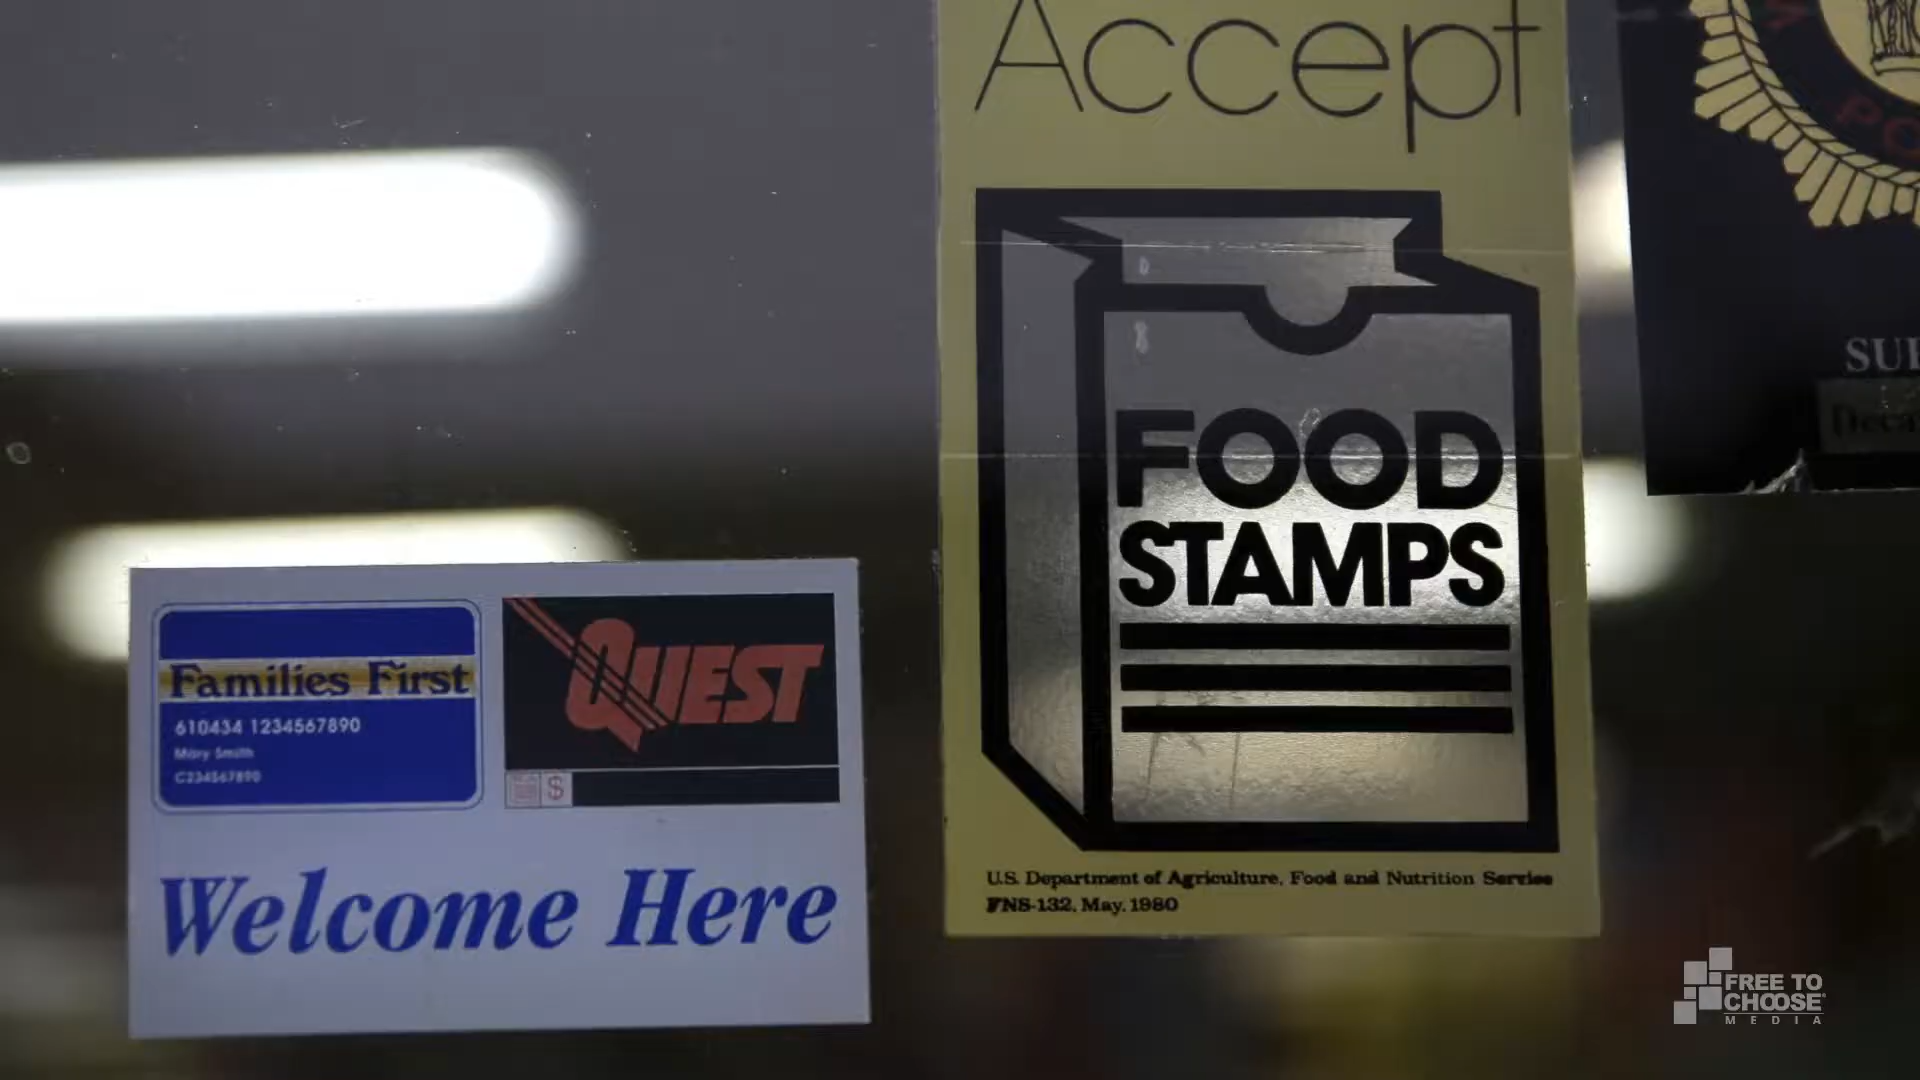 Accept
FOOD
STAMPS
U.S. Department of Agriculture, Food and Nutrition Service
FNS-132, May, 1980
Families First
610434 1234567890
Mary Smith
C234567890
QUEST
$
Welcome Here
FREE TO
CHOOSE
MEDIA